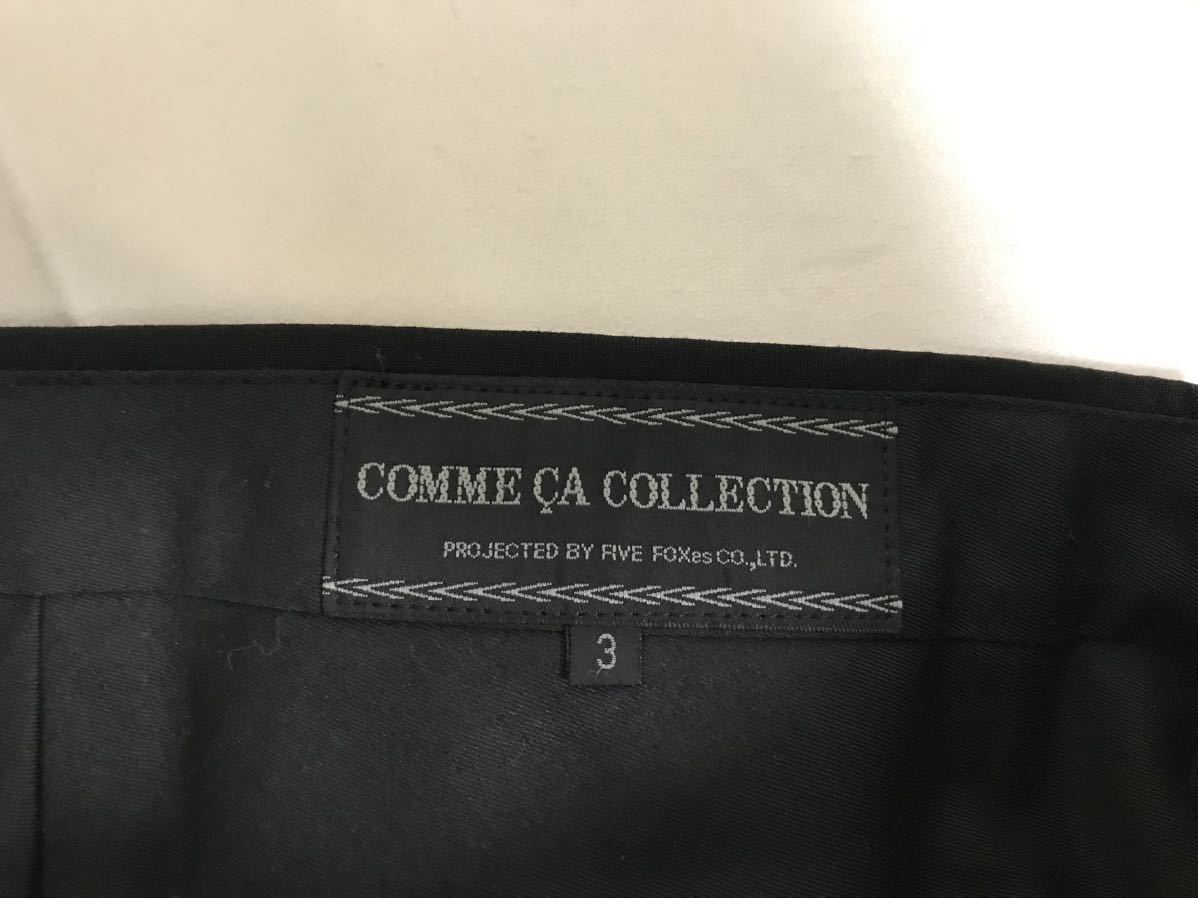 COMME ÇA COLLECTION
PROJECTED BY FIVE FOXes CO.,LTD.
3